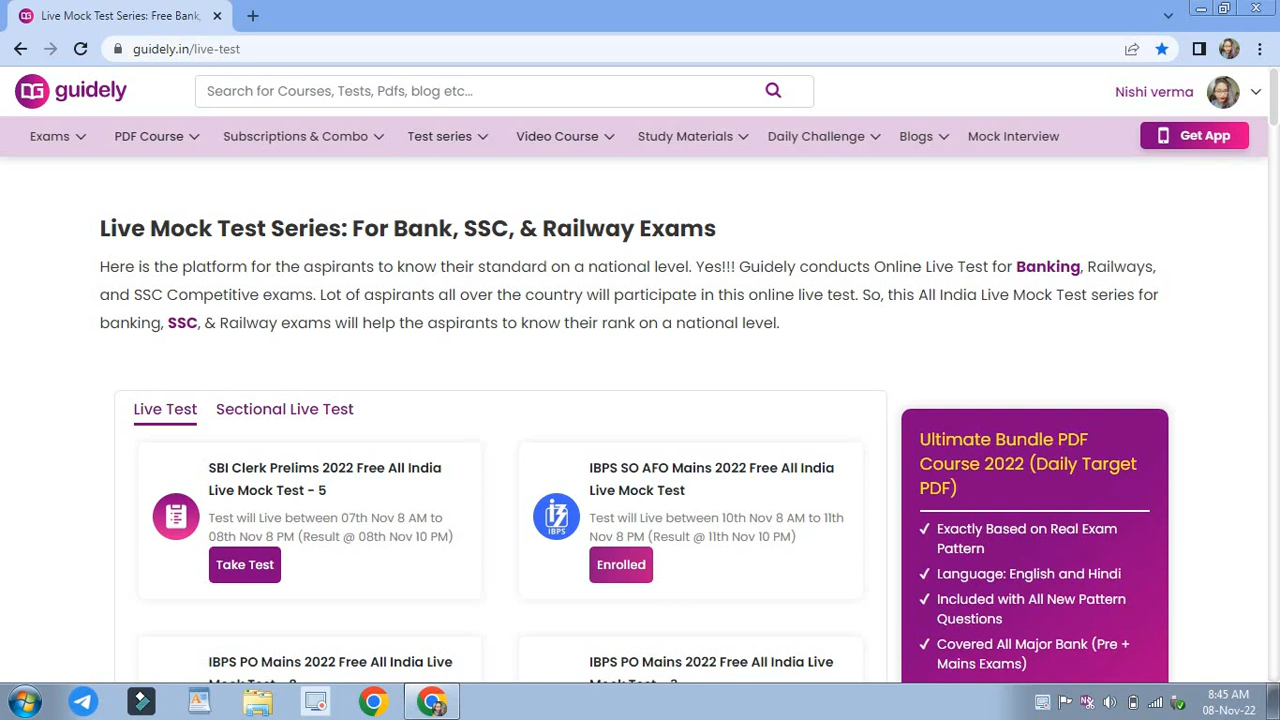 Live Mock Test Series: Free Bank,
guidely.in/live-test
guidely
Search for Courses, Tests, Pdfs, blog etc...
Nishi verma
Exams PDF Course Subscriptions & Combo Test series Video Course Study Materials Daily Challenge Blogs Mock Interview Get App
Live Mock Test Series: For Bank, SSC, & Railway Exams
Here is the platform for the aspirants to know their standard on a national level. Yes!!! Guidely conducts Online Live Test for Banking, Railways,
and SSC Competitive exams. Lot of aspirants all over the country will participate in this online live test. So, this All India Live Mock Test series for
banking, SSC, & Railway exams will help the aspirants to know their rank on a national level.
Live Test Sectional Live Test
SBI Clerk Prelims 2022 Free All India
Live Mock Test - 5
Test will Live between 07th Nov 8 AM to
08th Nov 8 PM (Result @ 08th Nov 10 PM)
Take Test
IBPS
IBPS SO AFO Mains 2022 Free All India
Live Mock Test
Test will Live between 10th Nov 8 AM to 11th
Nov 8 PM (Result @ 11th Nov 10 PM)
Enrolled
IBPS PO Mains 2022 Free All India Live
IBPS PO Mains 2022 Free All India Live
Ultimate Bundle PDF
Course 2022 (Daily Target
PDF)
Exactly Based on Real Exam
Pattern
Language: English and Hindi
Included with All New Pattern
Questions
Covered All Major Bank (Pre +
Mains Exams)
8:45 AM
08-Nov-22